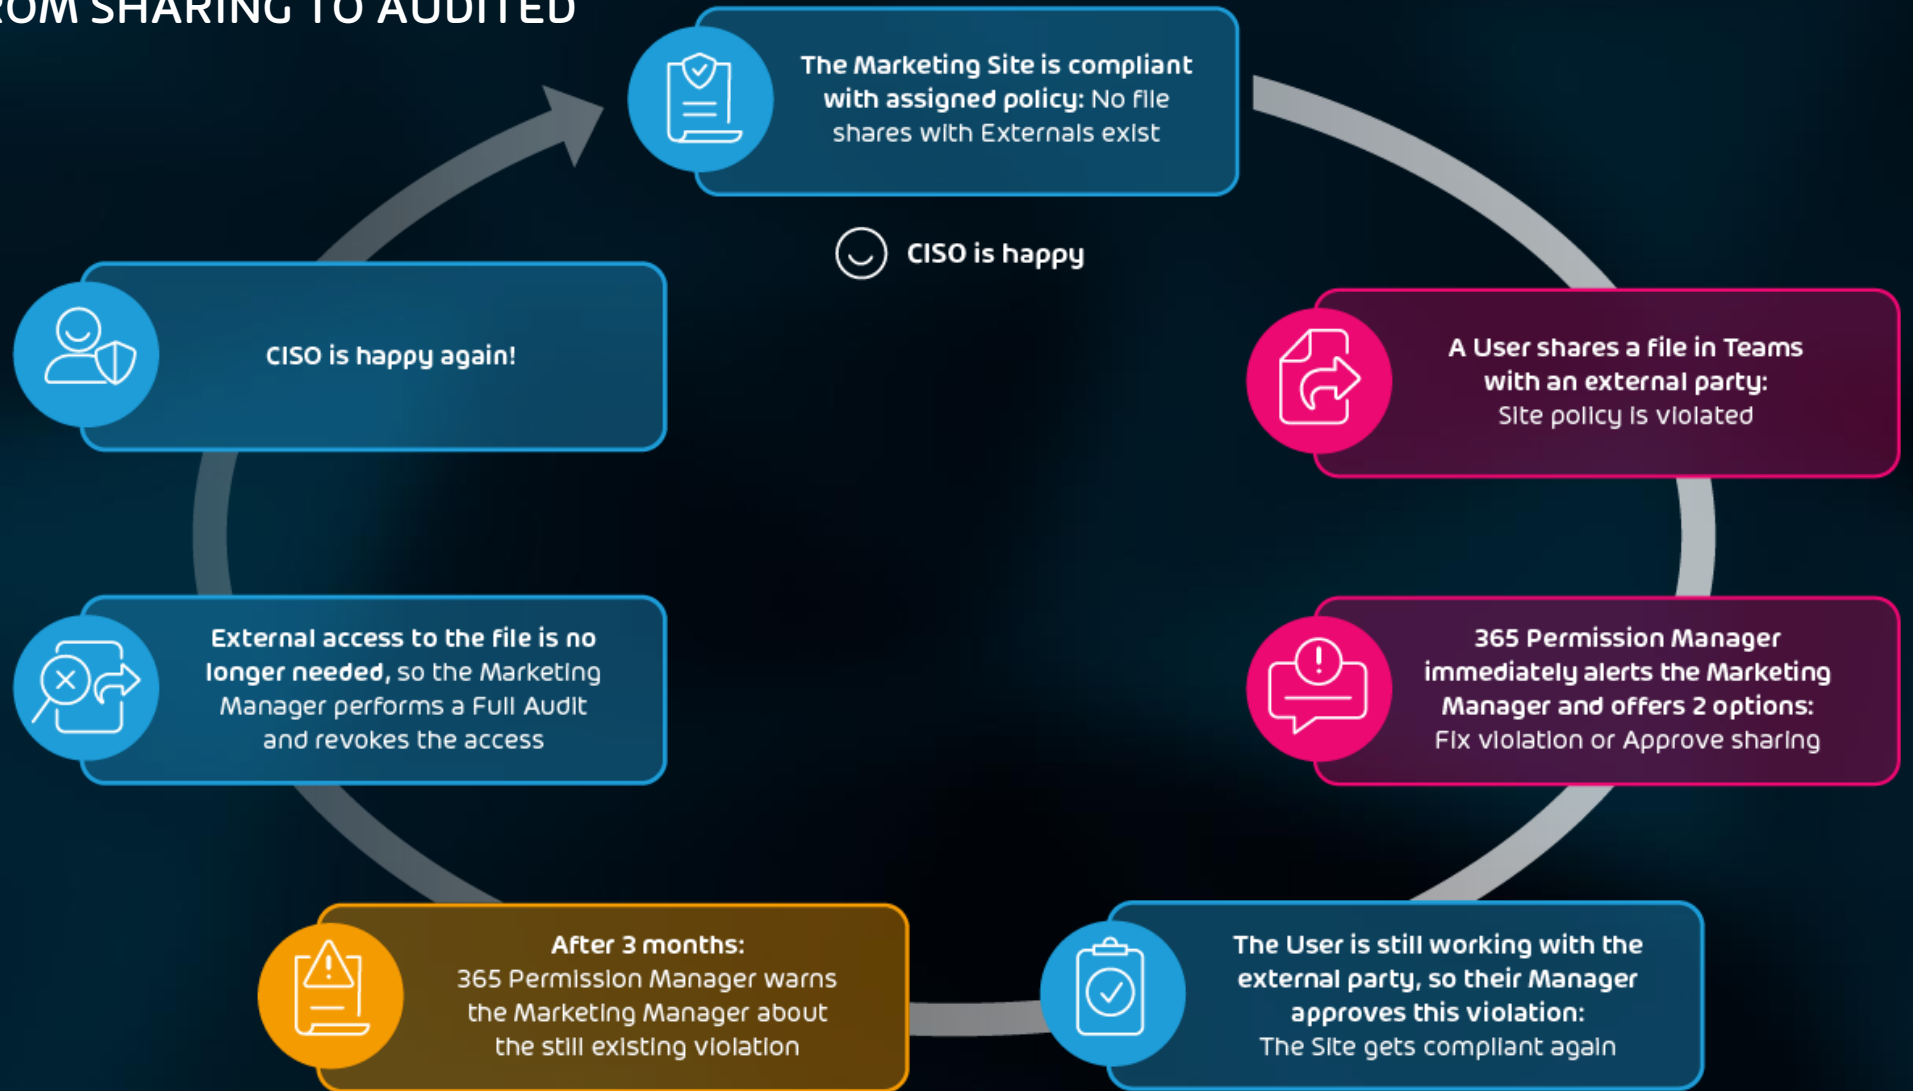 ROM SHARING TO AUDITED
The Marketing Site is compliant
with assigned policy: No file
shares with Externals exist
CISO is happy
A User shares a file in Teams
with an external party:
Site policy is violated
365 Permission Manager
immediately alerts the Marketing
Manager and offers 2 options:
Fix violation or Approve sharing
The User is still working with the
external party, so their Manager
approves this violation:
The Site gets compliant again
After 3 months:
365 Permission Manager warns
the Marketing Manager about
the still existing violation
External access to the file is no
longer needed, so the Marketing
Manager performs a Full Audit
and revokes the access
CISO is happy again!